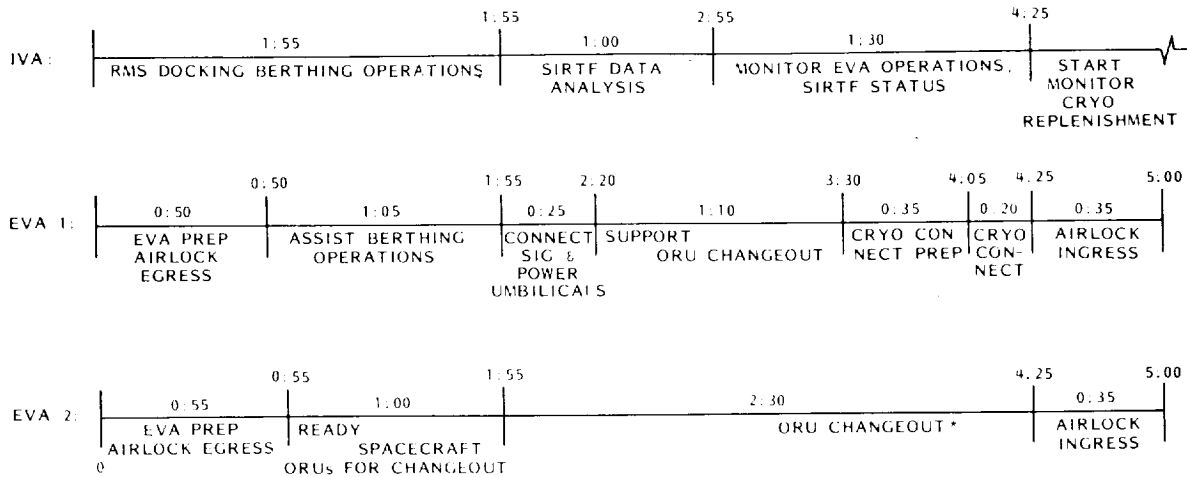 1:55 2:55 4:25
IVA: 1:55 1:00 1:30
RMS DOCKING BERTHING OPERATIONS SIRTF DATA MONITOR EVA OPERATIONS, START
ANALYSIS SIRTF STATUS MONITOR
CRYO
REPLENISHMENT
0:50 1:55 2:20 3:30 4:05 4.25 5:00
EVA 1: 0:50 1:05 0:25 1:10 0:35 0.20 0:35
EVA PREP ASSIST BERTHING CONNECT SUPPORT CRYO CON CRYO AIRLOCK
AIRLOCK OPERATIONS SIG & ORU CHANGEOUT NECT PREP CON- INGRESS
EGRESS POWER NECT
UMBILICALS
0:55 1:55 4.25 5.00
EVA 2: 0:55 1:00 2:30 0:35
EVA PREP READY ORU CHANGEOUT* AIRLOCK
AIRLOCK EGRESS SPACECRAFT INGRESS
0 ORUs FOR CHANGEOUT